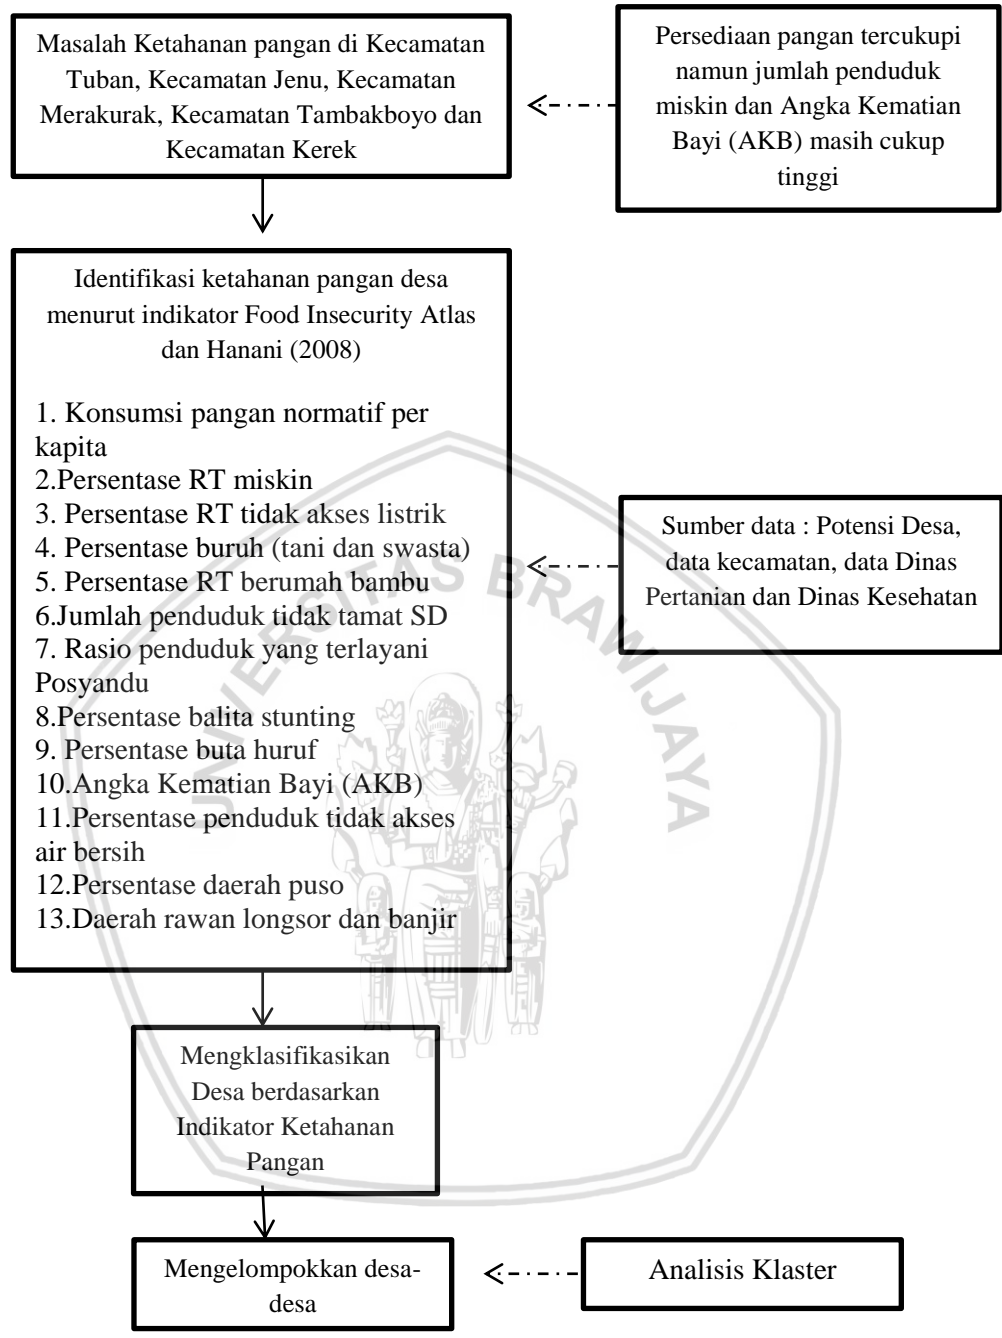 Masalah Ketahanan pangan di Kecamatan
Tuban, Kecamatan Jenu, Kecamatan
Merakurak, Kecamatan Tambakboyo dan
Kecamatan Kerek
Persediaan pangan tercukupi
namun jumlah penduduk
miskin dan Angka Kematian
Bayi (AKB) masih cukup
tinggi
Identifikasi ketahanan pangan desa
menurut indikator Food Insecurity Atlas
dan Hanani (2008)
1. Konsumsi pangan normatif per
kapita
2.Persentase RT miskin
3. Persentase RT tidak akses listrik
4. Persentase buruh (tani dan swasta)
5. Persentase RT berumah bambu
6.Jumlah penduduk tidak tamat SD
7. Rasio penduduk yang terlayani
Posyandu
8.Persentase balita stunting
9. Persentase buta huruf
10.Angka Kematian Bayi (AKB)
11.Persentase penduduk tidak akses
air bersih
12.Persentase daerah puso
13.Daerah rawan longsor dan banjir
Sumber data : Potensi Desa,
data kecamatan, data Dinas
Pertanian dan Dinas Kesehatan
UNIVERSITAS BRAWIJAYA
Mengklasifikasikan
Desa berdasarkan
Indikator Ketahanan
Pangan
Mengelompokkan desa-
desa
Analisis Klaster